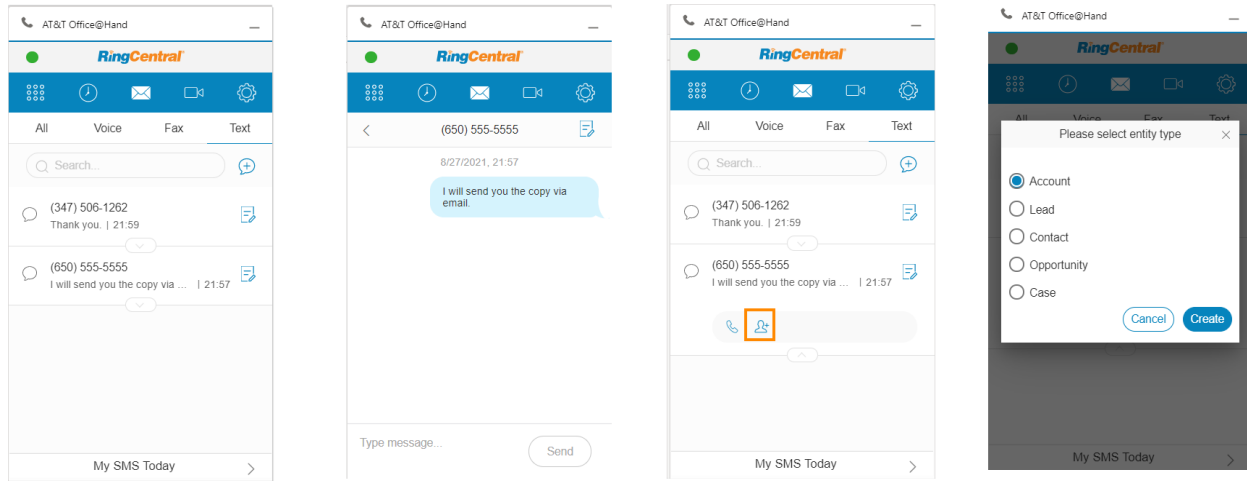 AT&T Office@Hand
RingCentral
All Voice Fax Text
Search...
(347) 506-1262
Thank you. | 21:59
(650) 555-5555
I will send you the copy via ... | 21:57
My SMS Today
AT&T Office@Hand
RingCentral
(650) 555-5555
8/27/2021, 21:57
I will send you the copy via
email.
Type message...
Send
AT&T Office@Hand
RingCentral
All Voice Fax Text
Search...
(347) 506-1262
Thank you. | 21:59
(650) 555-5555
I will send you the copy via ... | 21:57
My SMS Today
AT&T Office@Hand
RingCentral
All Voice Fax Text
Please select entity type
Account
Lead
Contact
Opportunity
Case
Cancel Create
My SMS Today